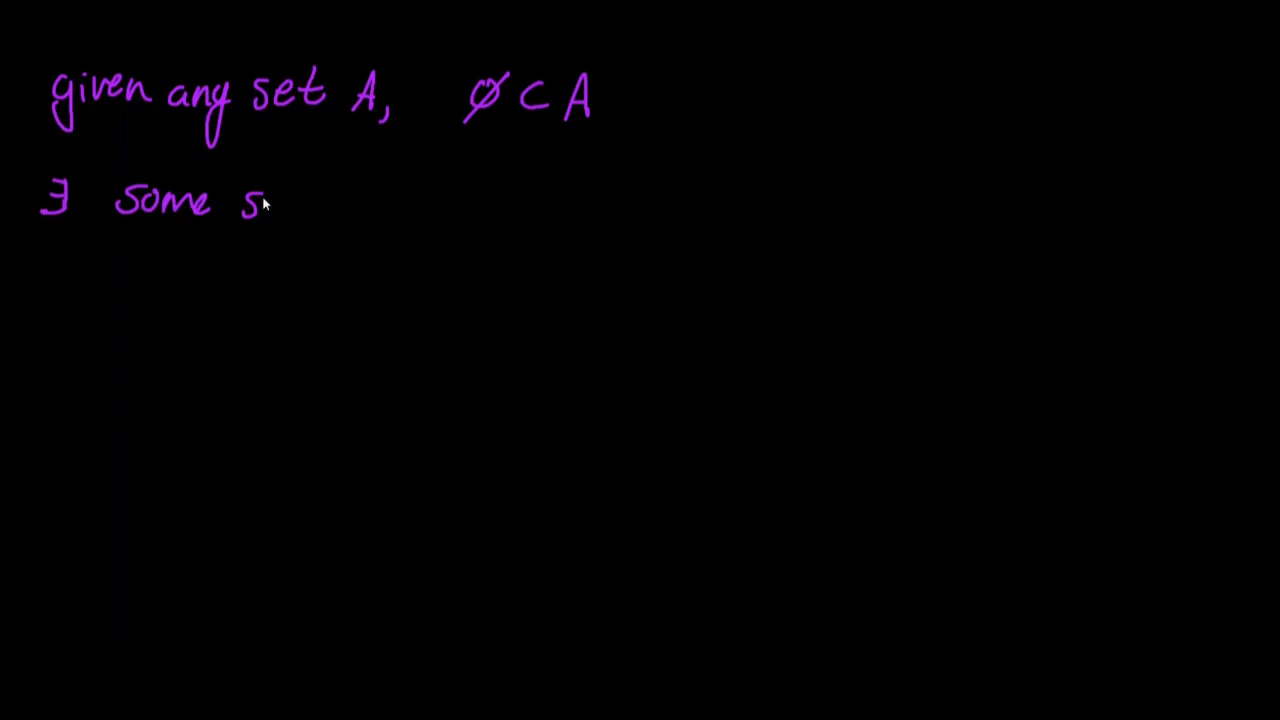 given any set A, ∅ ⊂ A
∃ some s